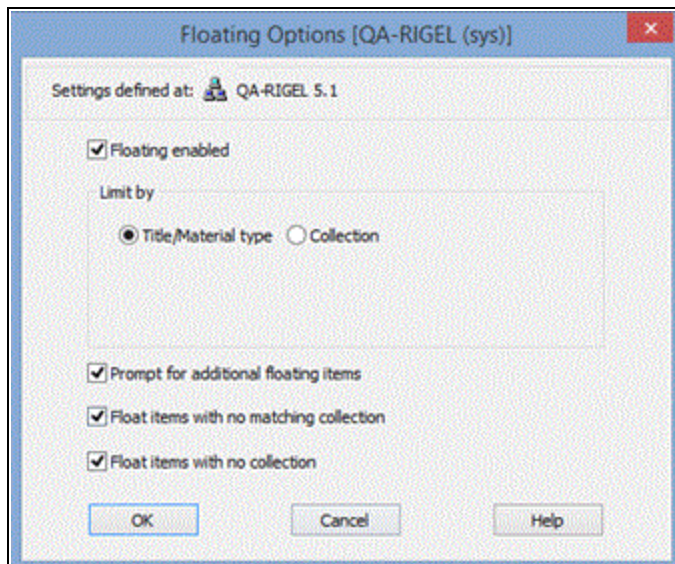 Floating Options [QA-RIGEL (sys)]
Settings defined at: QA-RIGEL 5.1
Floating enabled
Limit by
Title/Material type Collection
Prompt for additional floating items
Float items with no matching collection
Float items with no collection
OK Cancel Help